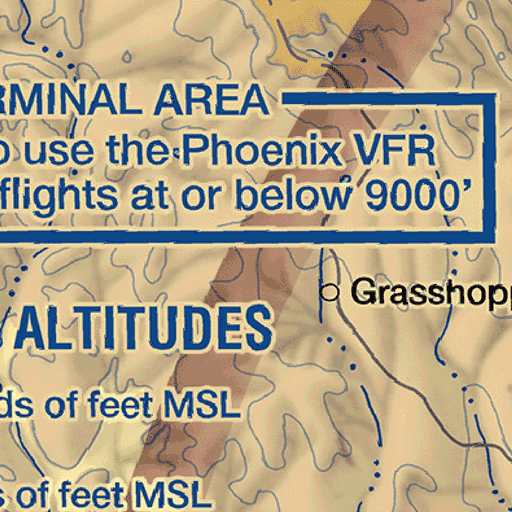 RMINAL AREA
o use the Phoenix VFR
flights at or below 9000'
Grasshopp
ALTITUDES
ds of feet MSL
s of feet MSL